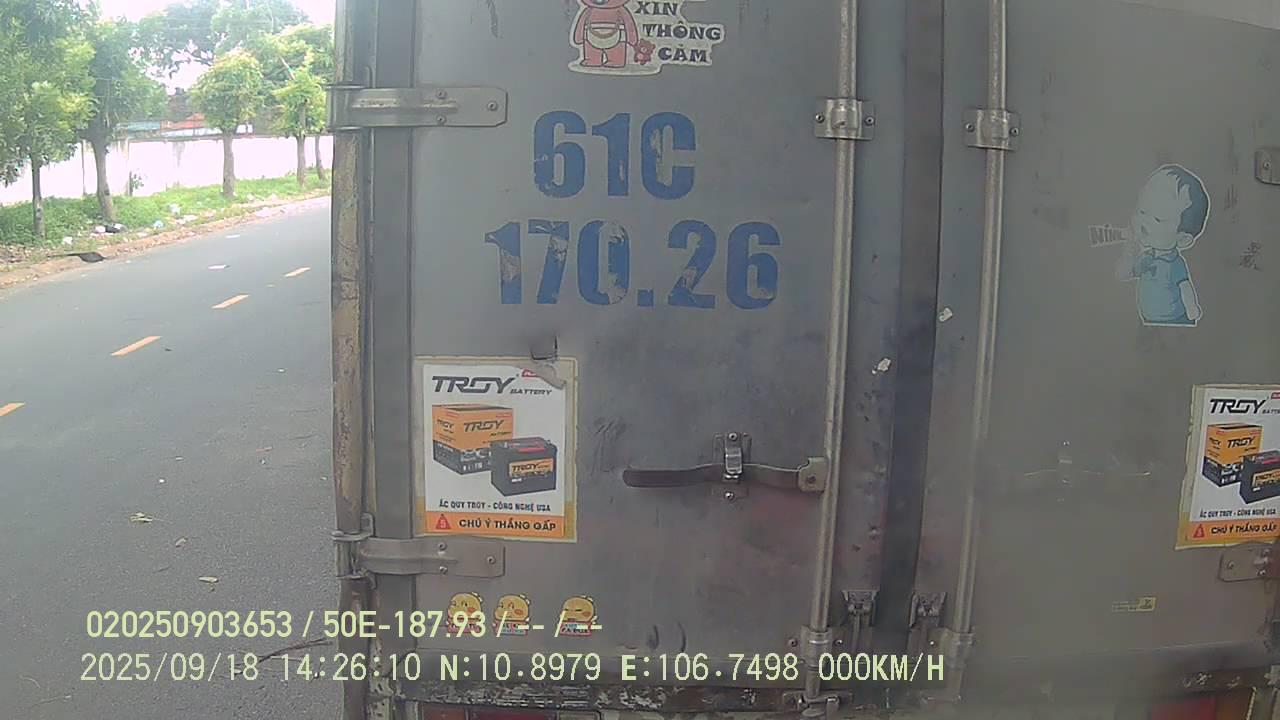 XIN
THÔNG
CẢM
61C
170.26
Nín
TROY
BATTERY
TROY
TROY
BATTERY
TROY
ẮC QUY TROY - CÔNG NGHỆ USA
CHÚ Ý THẮNG GẤP
TROY
TROY
ẮC QUY TROY - CÔNG NGHỆ USA
CHÚ Ý THẮNG GẤP
020250903653 / 50E-187.93 / -- / --
2025/09/18 14:26:10 N:10.8979 E:106.7498 000KM/H